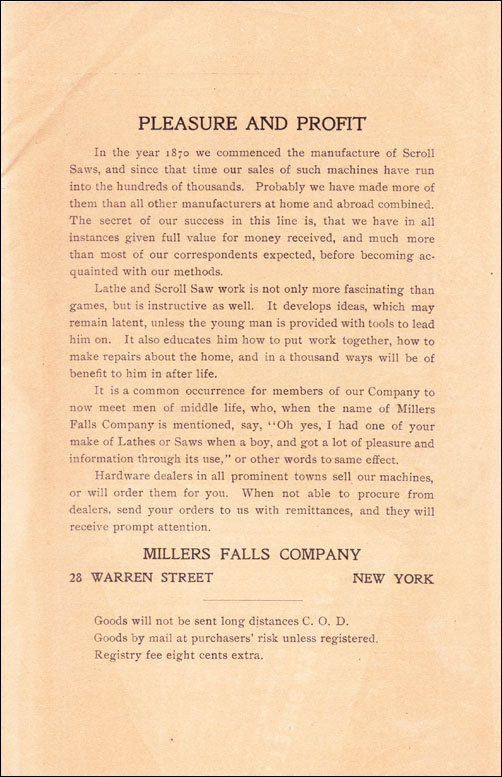 PLEASURE AND PROFIT
In the year 1870 we commenced the manufacture of Scroll
Saws, and since that time our sales of such machines have run
into the hundreds of thousands. Probably we have made more of
them than all other manufacturers at home and abroad combined.
The secret of our success in this line is, that we have in all
instances given full value for money received, and much more
than most of our correspondents expected, before becoming ac-
quainted with our methods.
Lathe and Scroll Saw work is not only more fascinating than
games, but is instructive as well. It develops ideas, which may
remain latent, unless the young man is provided with tools to lead
him on. It also educates him how to put work together, how to
make repairs about the home, and in a thousand ways will be of
benefit to him in after life.
It is a common occurrence for members of our Company to
now meet men of middle life, who, when the name of Millers
Falls Company is mentioned, say, “Oh yes, I had one of your
make of Lathes or Saws when a boy, and got a lot of pleasure and
information through its use,” or other words to same effect.
Hardware dealers in all prominent towns sell our machines,
or will order them for you. When not able to procure from
dealers, send your orders to us with remittances, and they will
receive prompt attention.
MILLERS FALLS COMPANY
28 WARREN STREET NEW YORK
Goods will not be sent long distances C. O. D.
Goods by mail at purchasers’ risk unless registered.
Registry fee eight cents extra.